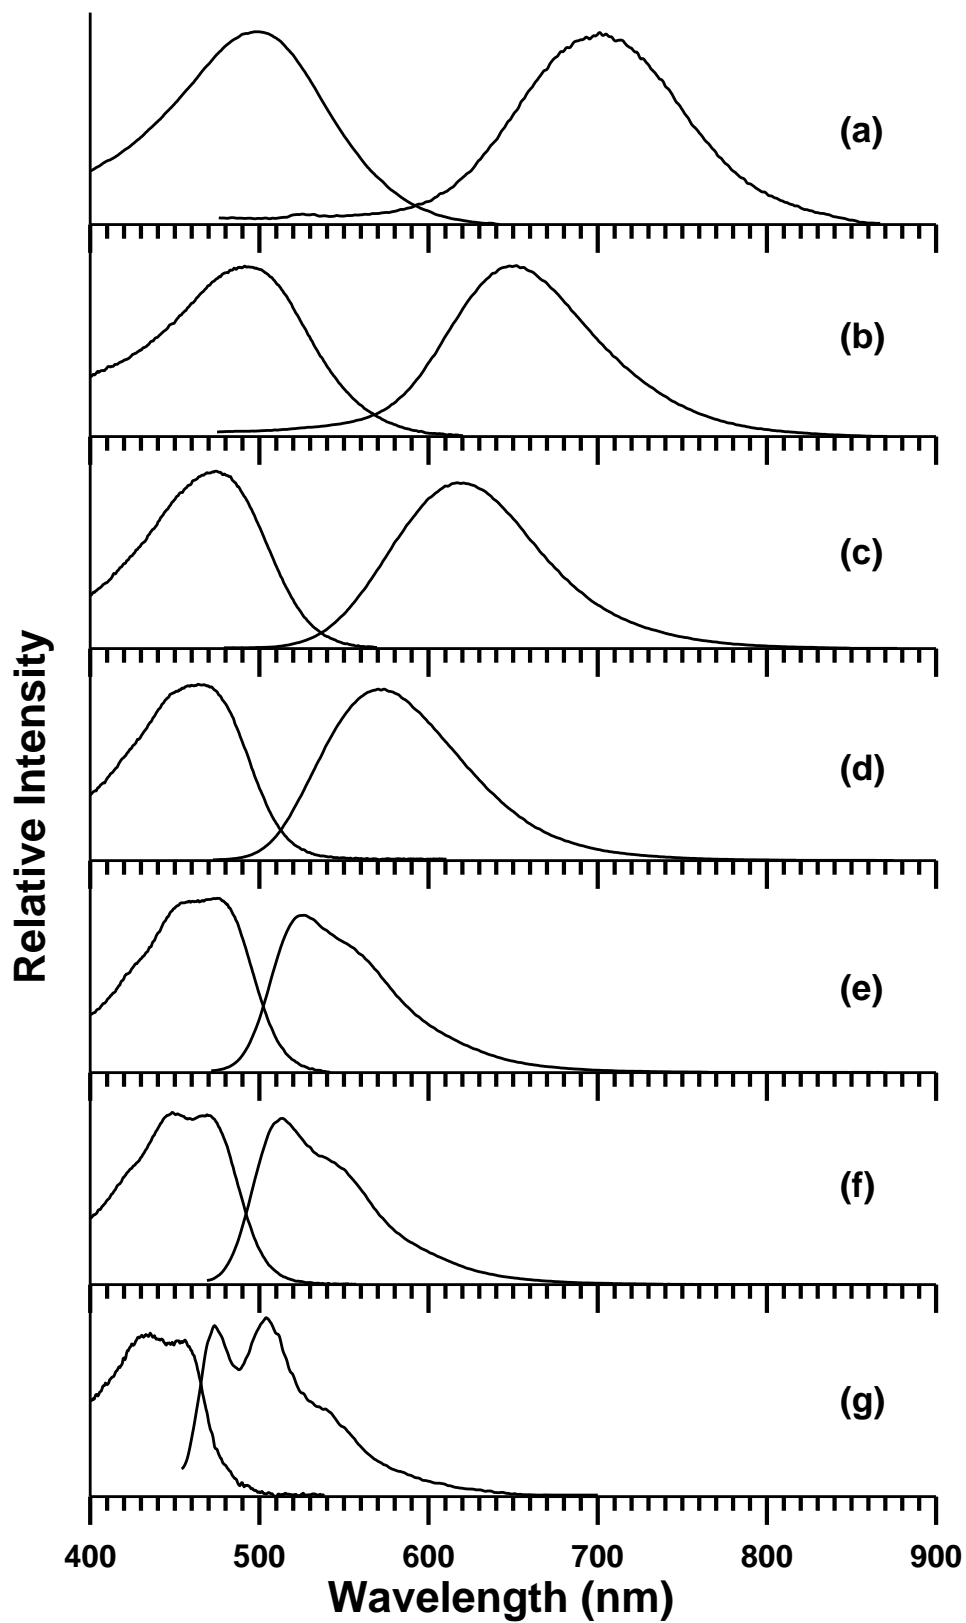 (a)
(b)
(c)
(d)
(e)
(f)
(g)
Relative Intensity
400 500 600 700 800 900
Wavelength (nm)